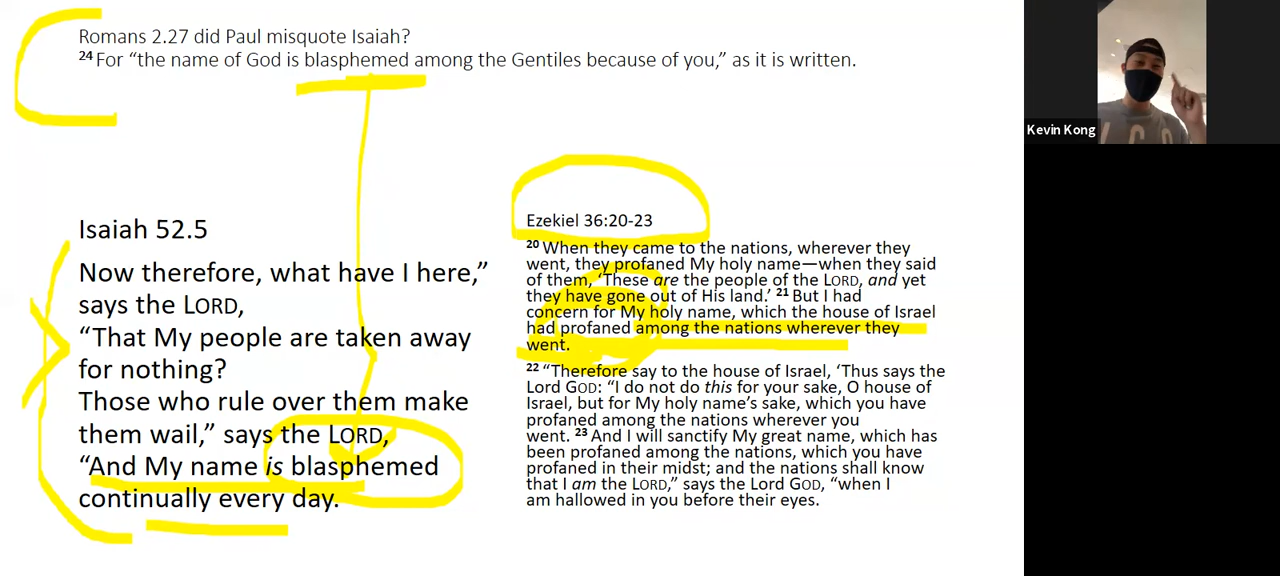 Romans 2.27 did Paul misquote Isaiah?
24 For “the name of God is blasphemed among the Gentiles because of you,” as it is written.
Isaiah 52.5
Now therefore, what have I here,”
says the LORD,
“That My people are taken away
for nothing?
Those who rule over them make
them wail,” says the LORD,
“And My name is blasphemed
continually every day.
Ezekiel 36:20-23
20 When they came to the nations, wherever they
went, they profaned My holy name—when they said
of them, ‘These are the people of the LORD, and yet
they have gone out of His land.’ 21 But I had
concern for My holy name, which the house of Israel
had profaned among the nations wherever they
went.
22 “Therefore say to the house of Israel, ‘Thus says the
Lord GOD: “I do not do this for your sake, O house of
Israel, but for My holy name’s sake, which you have
profaned among the nations wherever you
went. 23 And I will sanctify My great name, which has
been profaned among the nations, which you have
profaned in their midst; and the nations shall know
that I am the LORD,” says the Lord GOD, “when I
am hallowed in you before their eyes.
Kevin Kong